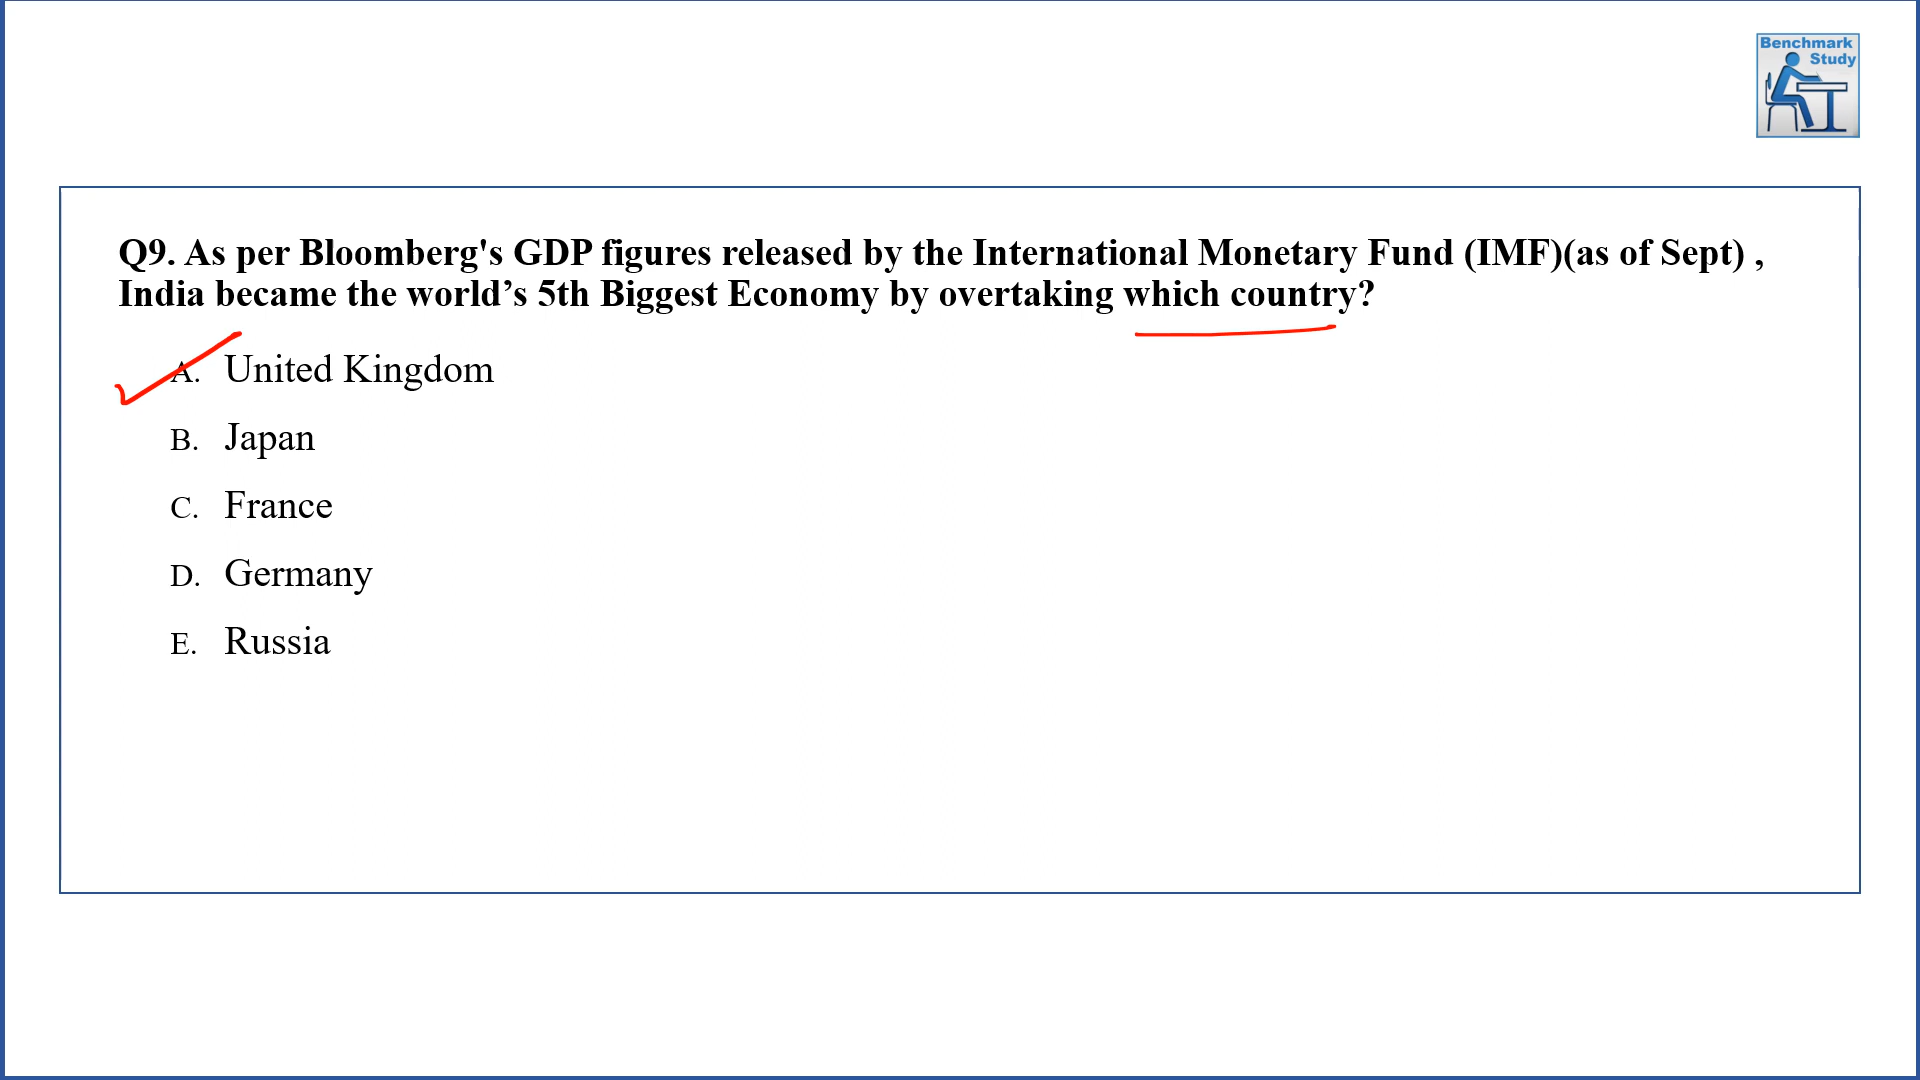 Benchmark
Study
Q9. As per Bloomberg's GDP figures released by the International Monetary Fund (IMF)(as of Sept) ,
India became the world’s 5th Biggest Economy by overtaking which country?
A. United Kingdom
B. Japan
C. France
D. Germany
E. Russia